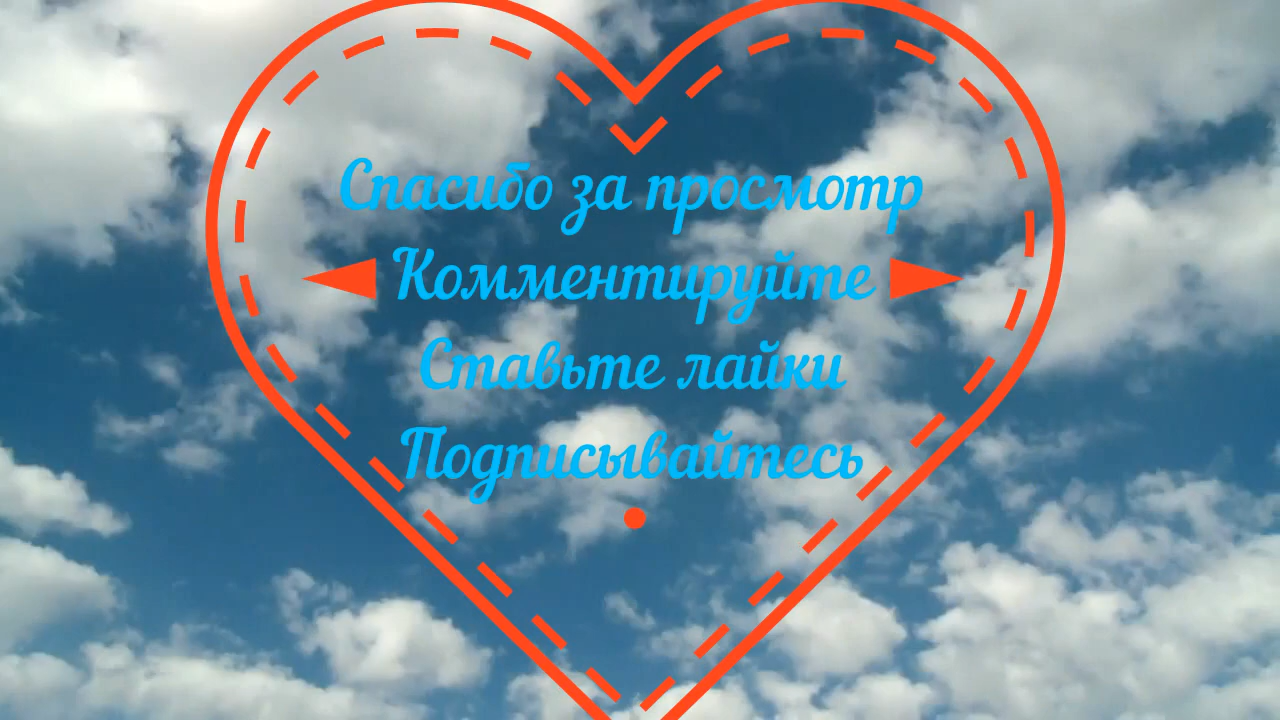 Спасибо за просмотр
Комментируйте
Ставьте лайки
Подписывайтесь